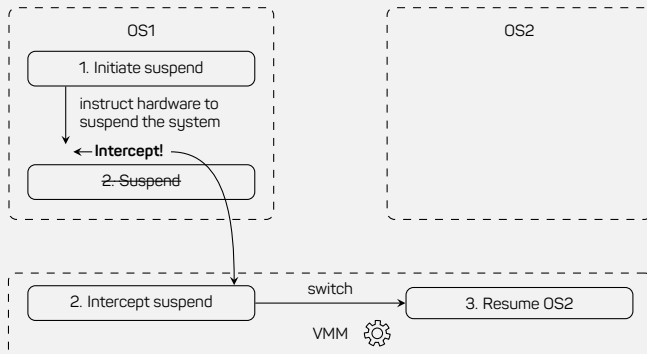 OS1
OS2
1. Initiate suspend
instruct hardware to
suspend the system
Intercept!
2. Suspend
2. Intercept suspend
switch
3. Resume OS2
VMM